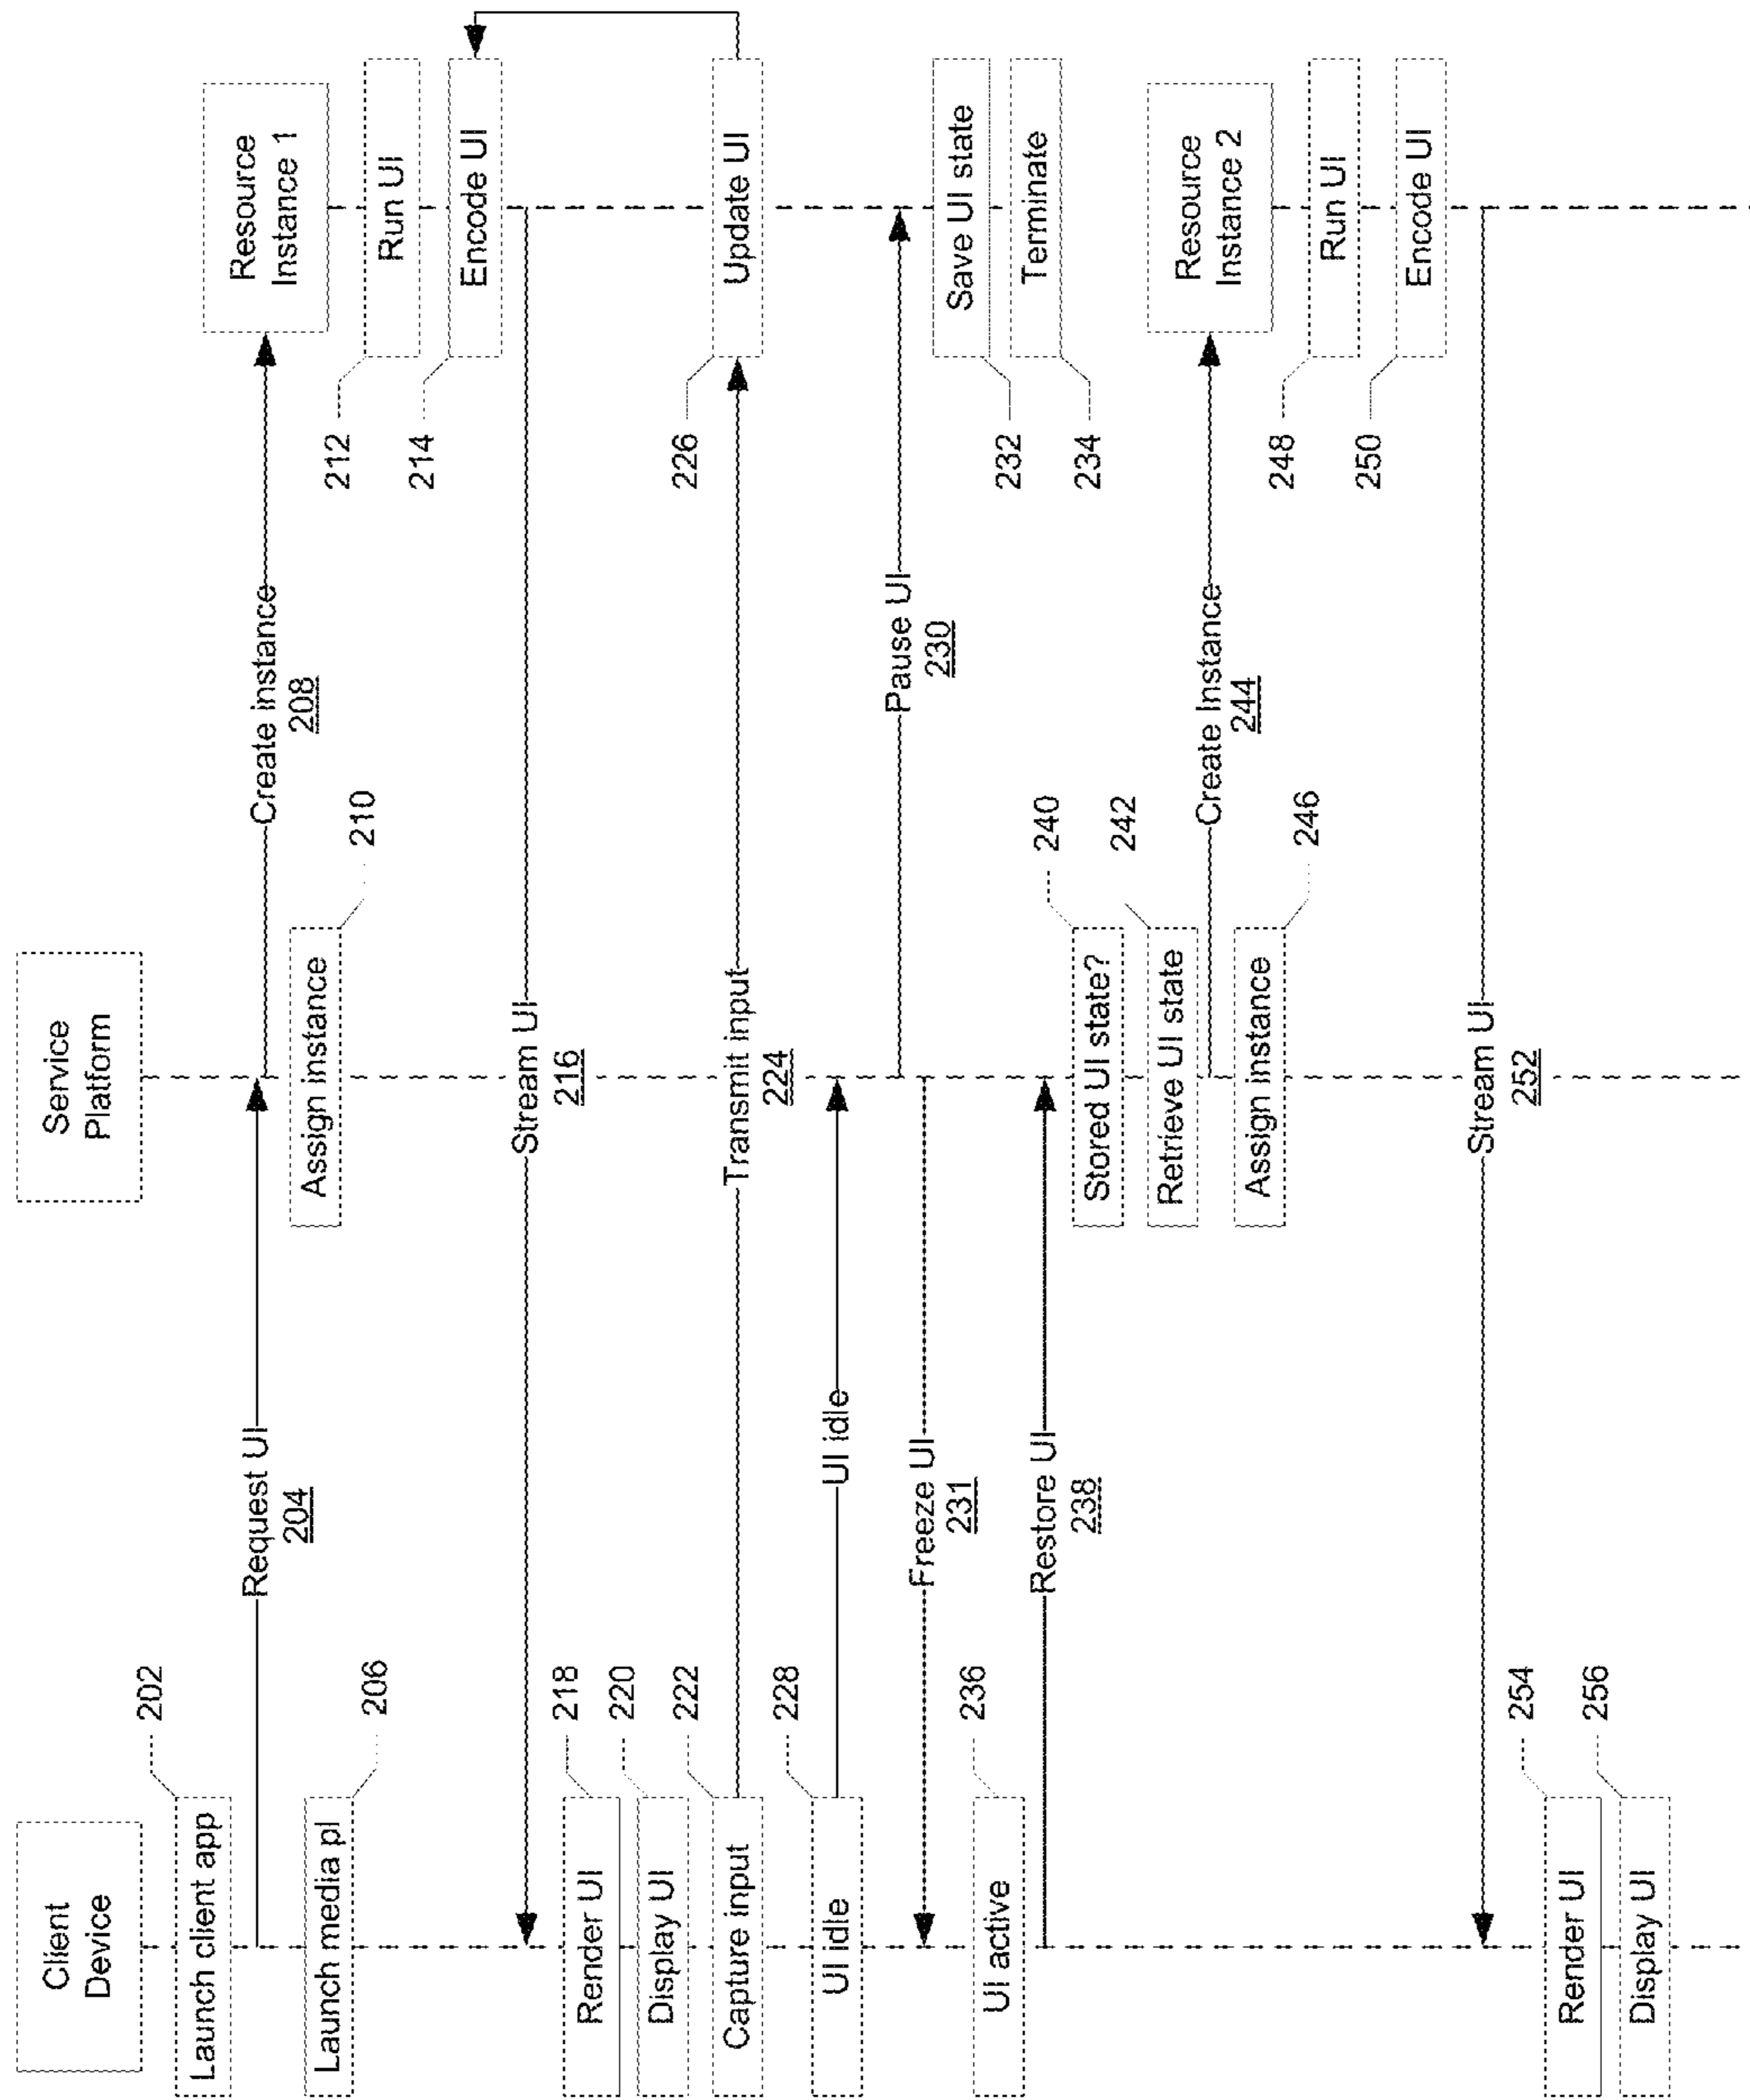 Client
Device
Service
Platform
Launch client app
202
Request UI
204
Create instance
208
Resource
Instance 1
Launch media pl
206
Assign instance
210
Run UI
212
Encode UI
214
Stream UI
216
Render UI
218
Display UI
220
Capture input
222
Transmit input
224
Update UI
226
UI idle
228
UI idle
Pause UI
230
Freeze UI
231
Save UI state
232
Terminate
234
UI active
236
Restore UI
238
Stored UI state?
240
Retrieve UI state
242
Create Instance
244
Resource
Instance 2
Assign instance
246
Run UI
248
Encode UI
250
Stream UI
252
Render UI
254
Display UI
256